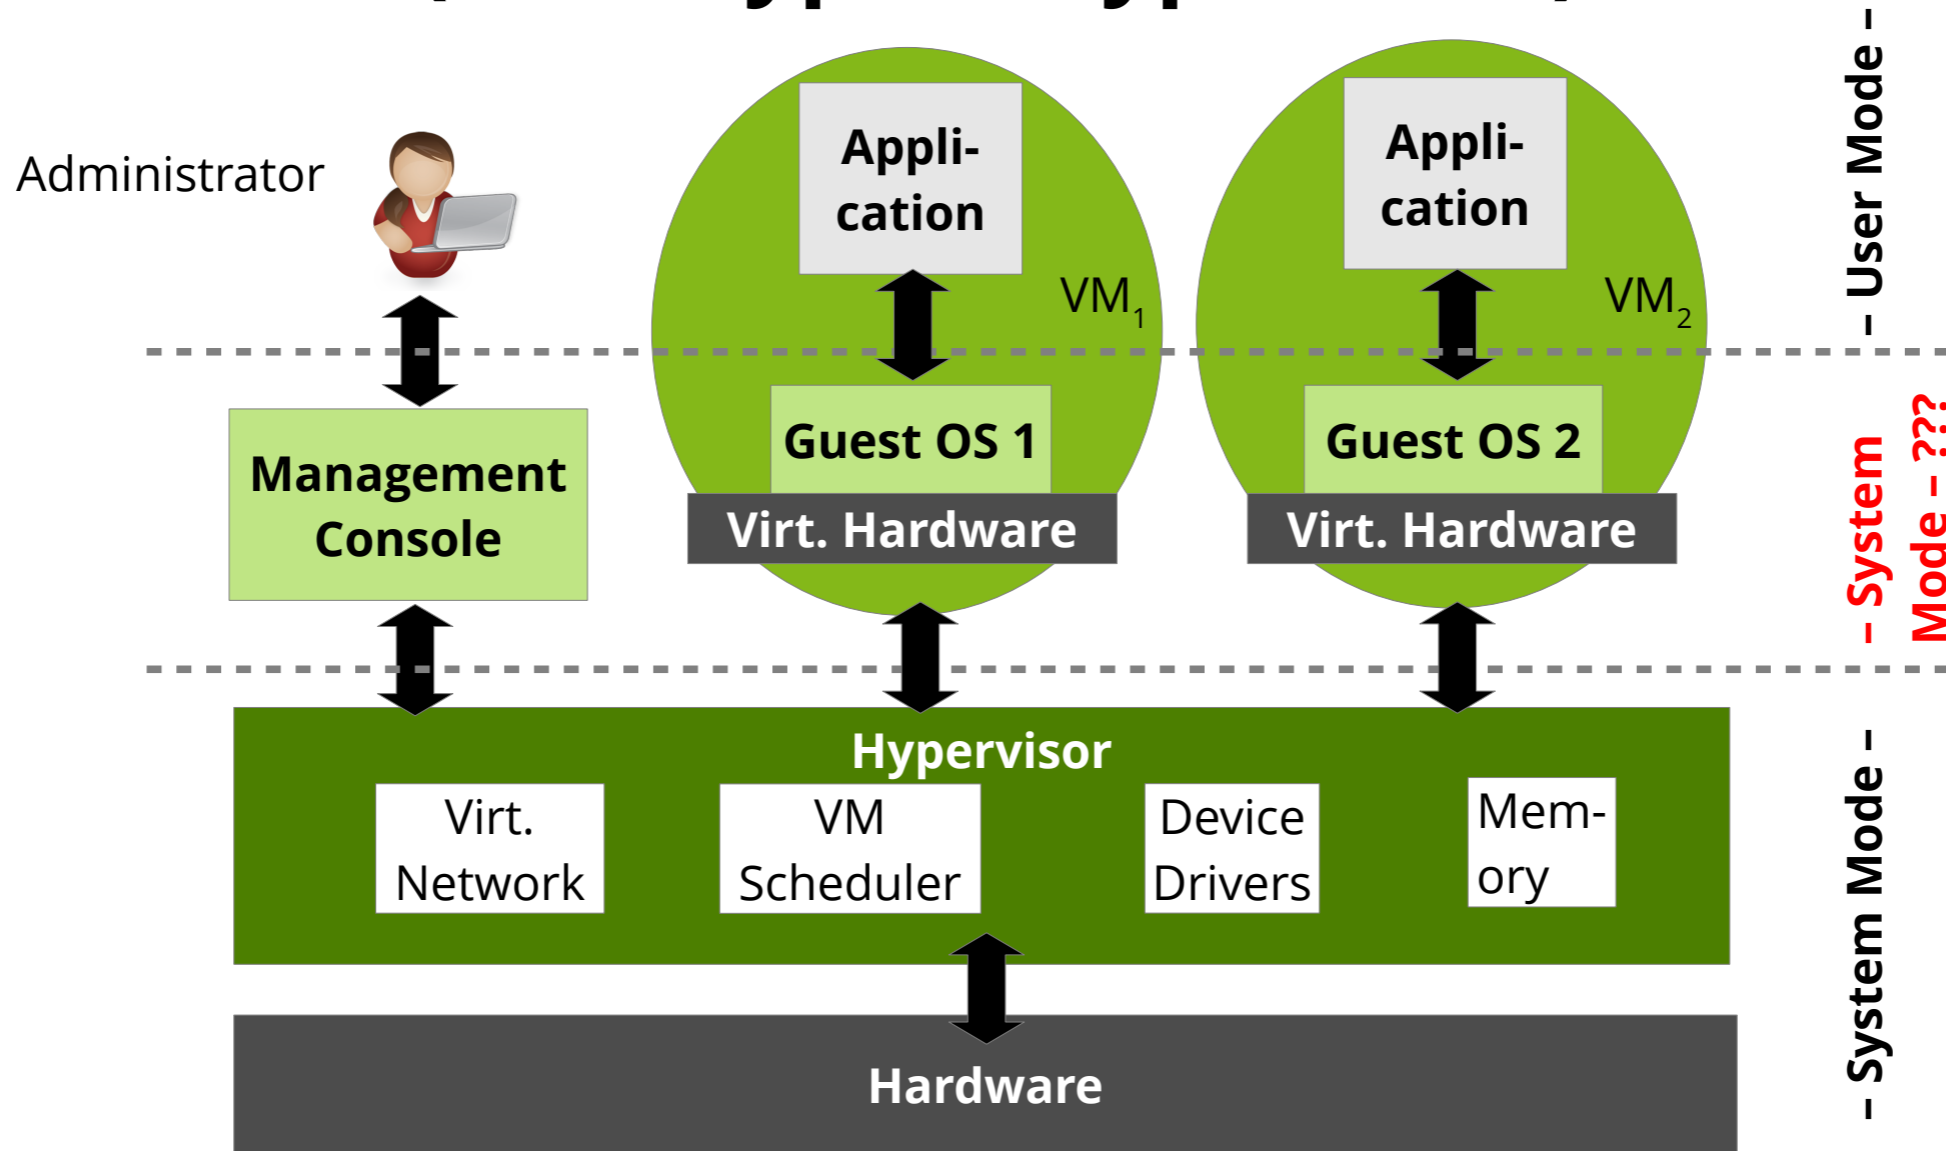 Administrator
Appli-
cation
VM1
Appli-
cation
VM2
– User Mode –
Management
Console
Guest OS 1
Virt. Hardware
Guest OS 2
Virt. Hardware
– System
Mode – ???
Hypervisor
Virt.
Network
VM
Scheduler
Device
Drivers
Mem-
ory
– System Mode –
Hardware